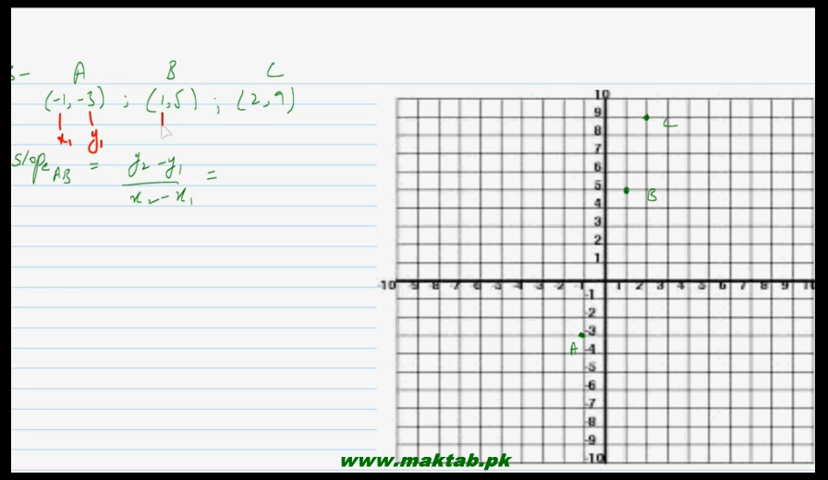 A B C
(-1,-3) ; (1,5) ; (2,9)
x₁ y₁
slope AB = y₂-y₁ =
x₂-x₁
10
9
8
7
6
5
4
3
2
1
-10 -9 -8 -7 -6 -5 -4 -3 -2 -1 1 2 3 4 5 6 7 8 9 10
-1
-2
-3
-4
-5
-6
-7
-8
-9
-10
C
B
A
www.maktab.pk